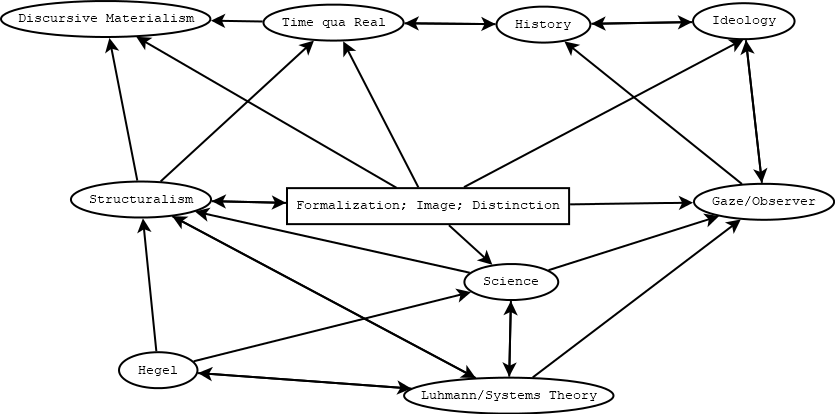 Discursive Materialism
Time qua Real
History
Ideology
Structuralism
Formalization; Image; Distinction
Gaze/Observer
Science
Hegel
Luhmann/Systems Theory